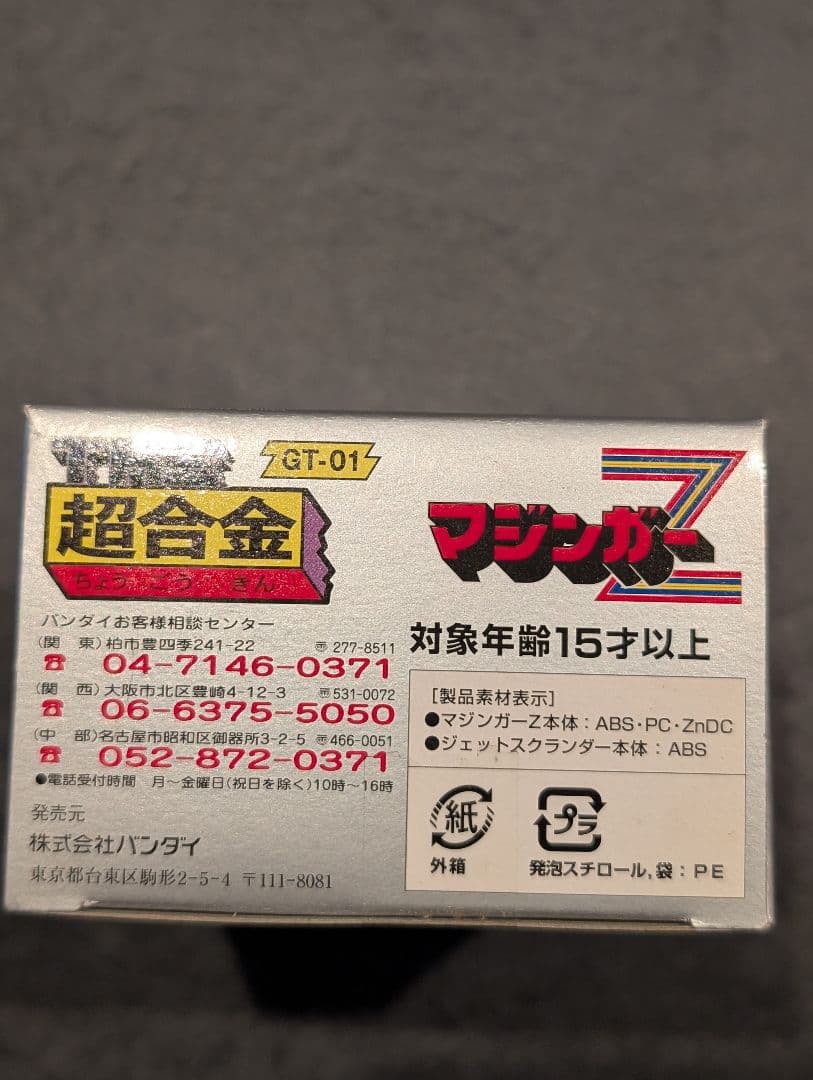 GT-01
超合金
ちょうごうきん
マジンガーZ
バンダイお客様相談センター
(関 東)柏市豊四季241-22 〠277-8511
☎ 04-7146-0371
(関 西)大阪市北区豊崎4-12-3 〠531-0072
☎ 06-6375-5050
(中 部)名古屋市昭和区御器所3-2-5 〠466-0051
☎ 052-872-0371
●電話受付時間 月〜金曜日(祝日を除く)10時〜16時
発売元
株式会社バンダイ
東京都台東区駒形2-5-4 〒111-8081
対象年齢15才以上
[製品素材表示]
●マジンガーZ本体:ABS・PC・ZnDC
●ジェットスクランダー本体:ABS
紙
外箱
プラ
発泡スチロール,袋:PE